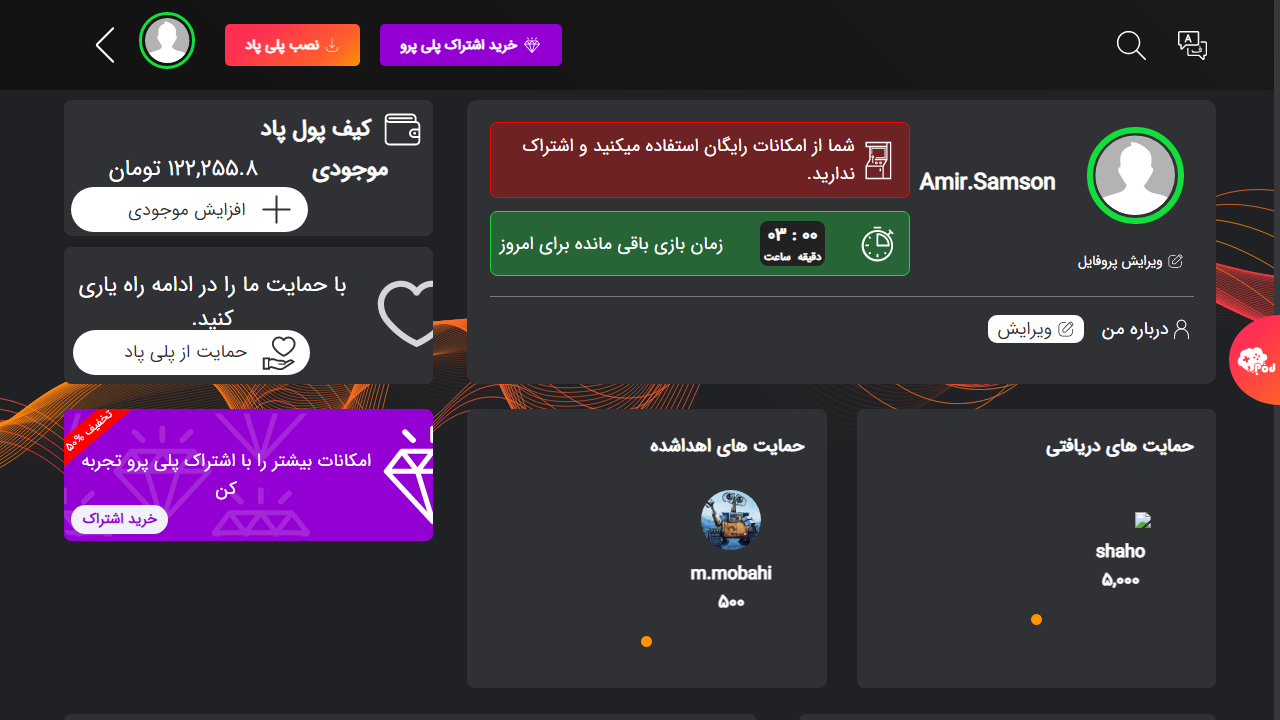 خرید اشتراک پلی پرو
نصب پلی پاد
Amir.Samson
ویرایش پروفایل
شما از امکانات رایگان استفاده میکنید و اشتراک
ندارید.
زمان بازی باقی مانده برای امروز
۰۳ : ۰۰
دقیقه ساعت
درباره من
ویرایش
کیف پول پاد
موجودی
۱۲۲,۲۵۵.۸ تومان
افزایش موجودی
با حمایت ما را در ادامه راه یاری
کنید.
حمایت از پلی پاد
Pod
حمایت های دریافتی
shaho
۵,۰۰۰
حمایت های اهداشده
m.mobahi
۵۰۰
تخفیف %۵۰
امکانات بیشتر را با اشتراک پلی پرو تجربه
کن
خرید اشتراک